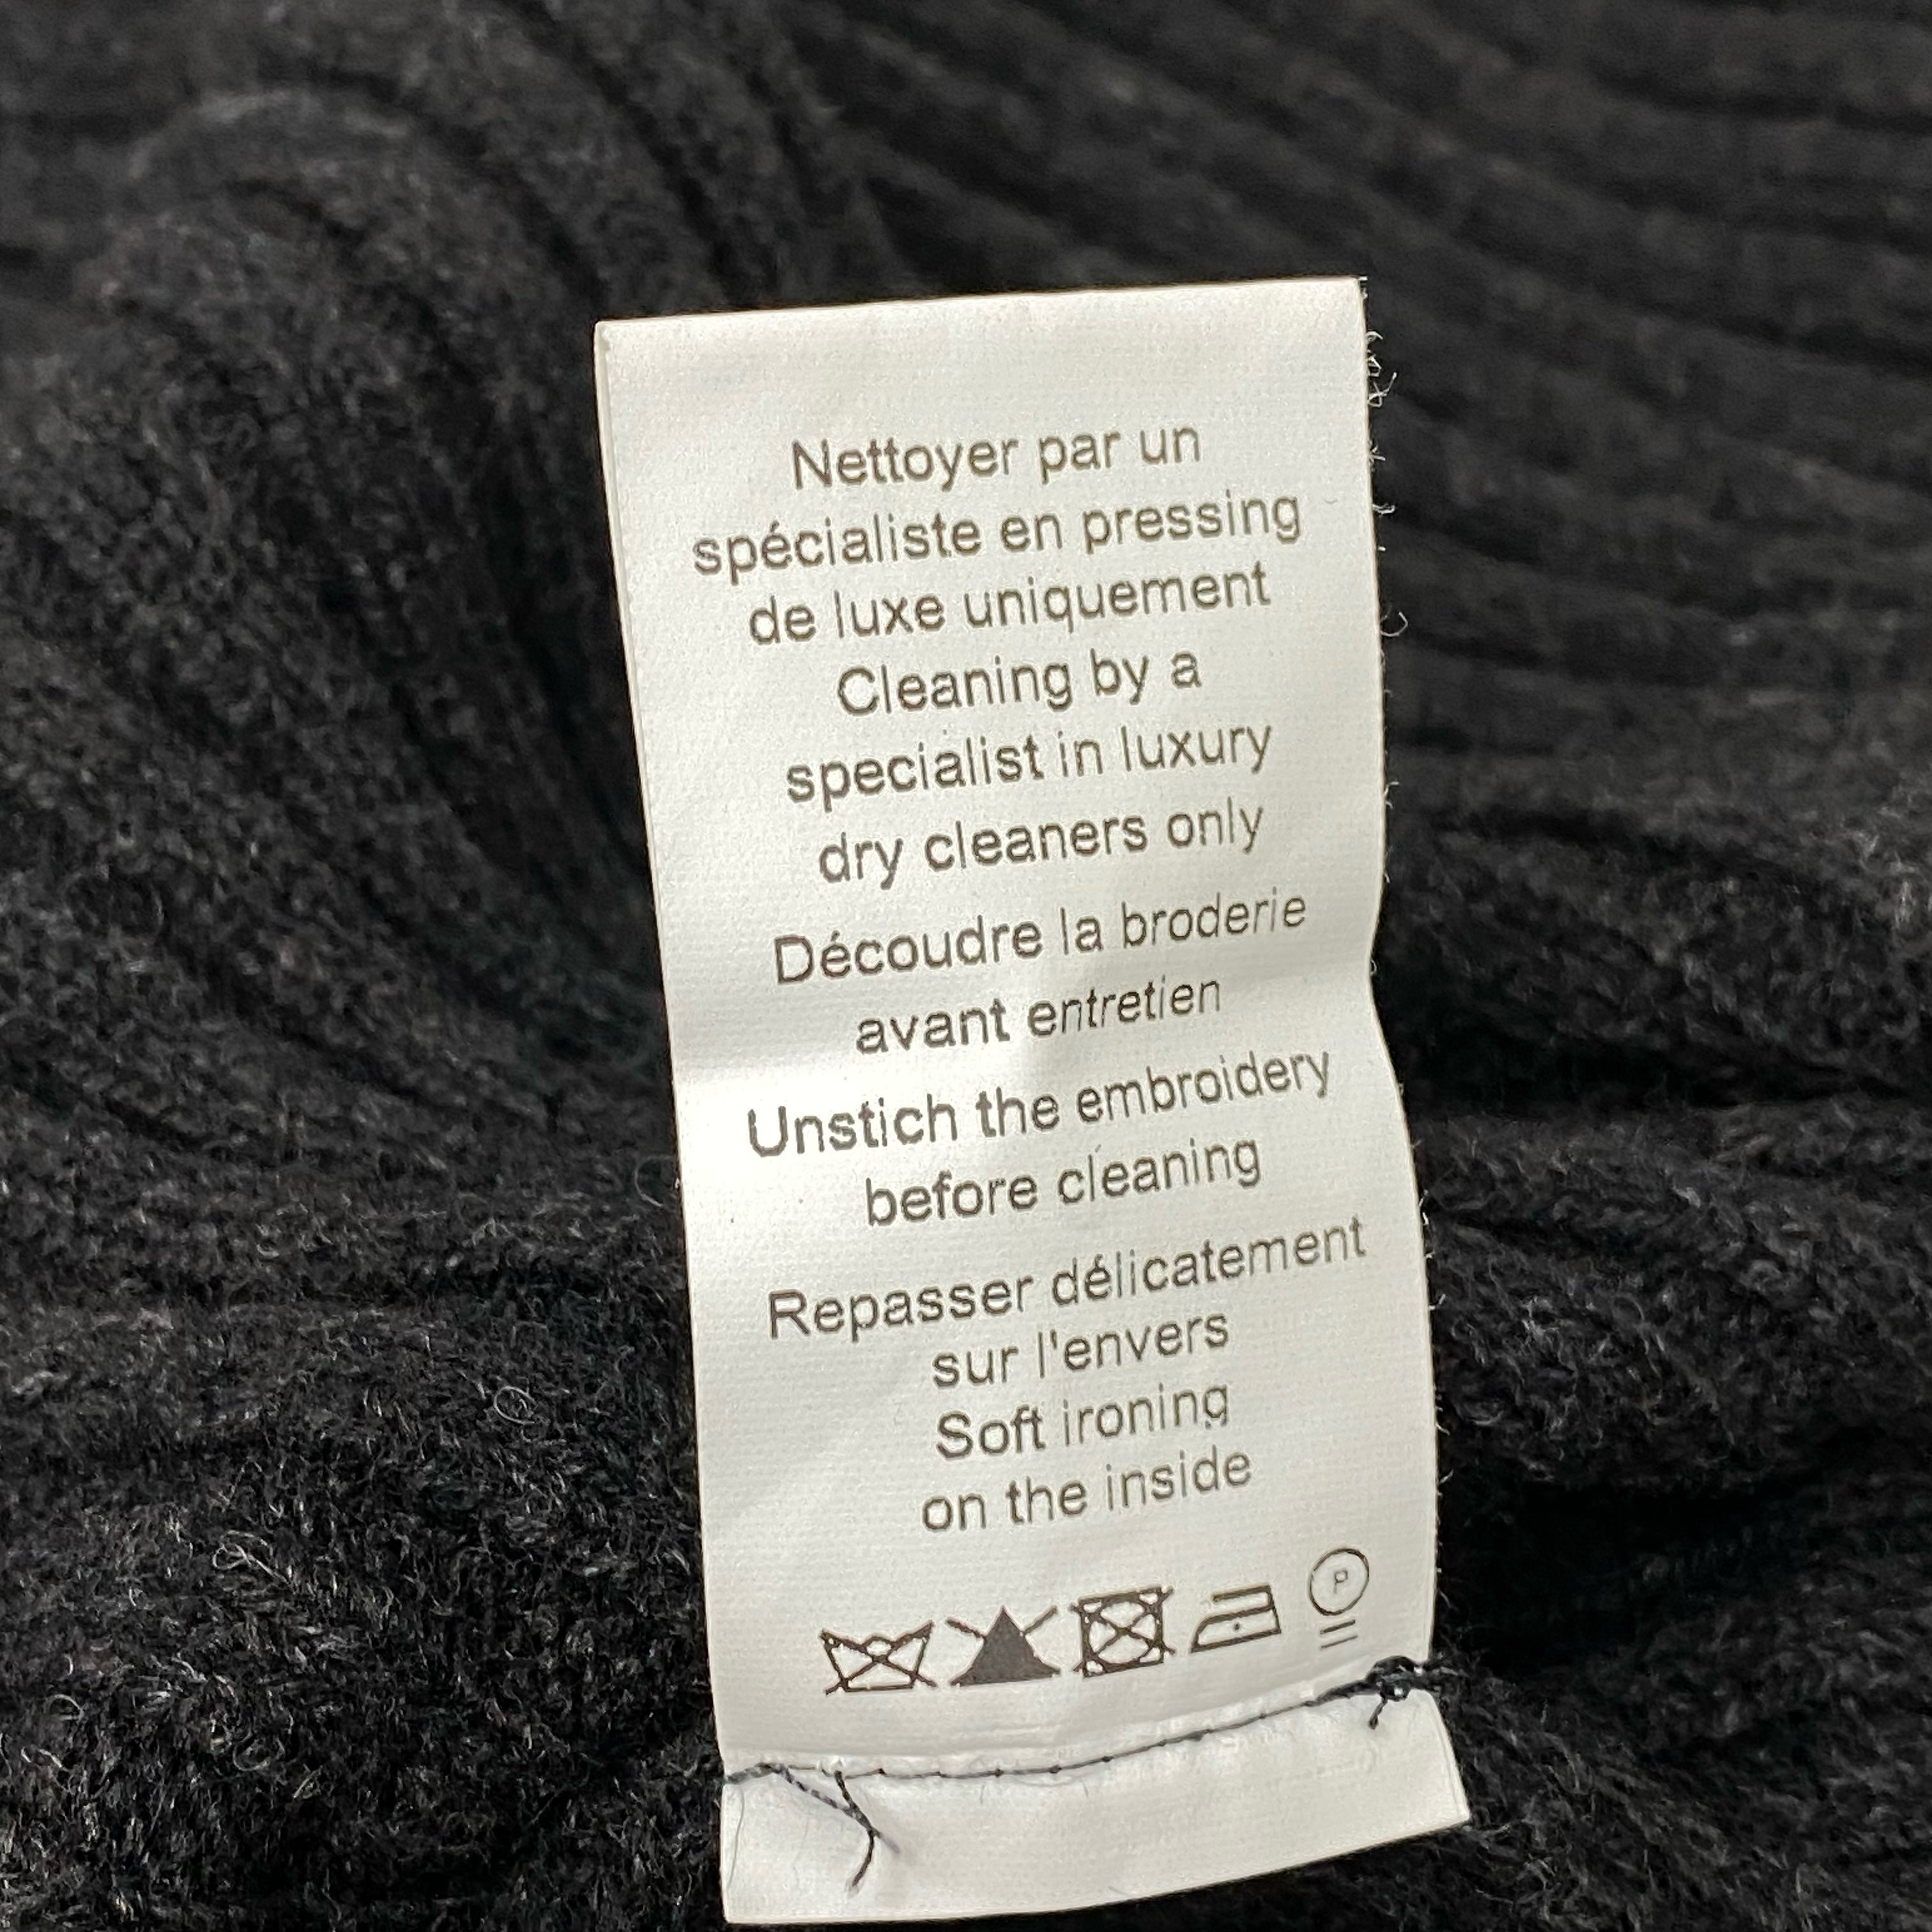 Nettoyer par un
spécialiste en pressing
de luxe uniquement
Cleaning by a
specialist in luxury
dry cleaners only
Découdre la broderie
avant entretien
Unstich the embroidery
before cleaning
Repasser délicatement
sur l'envers
Soft ironing
on the inside
P